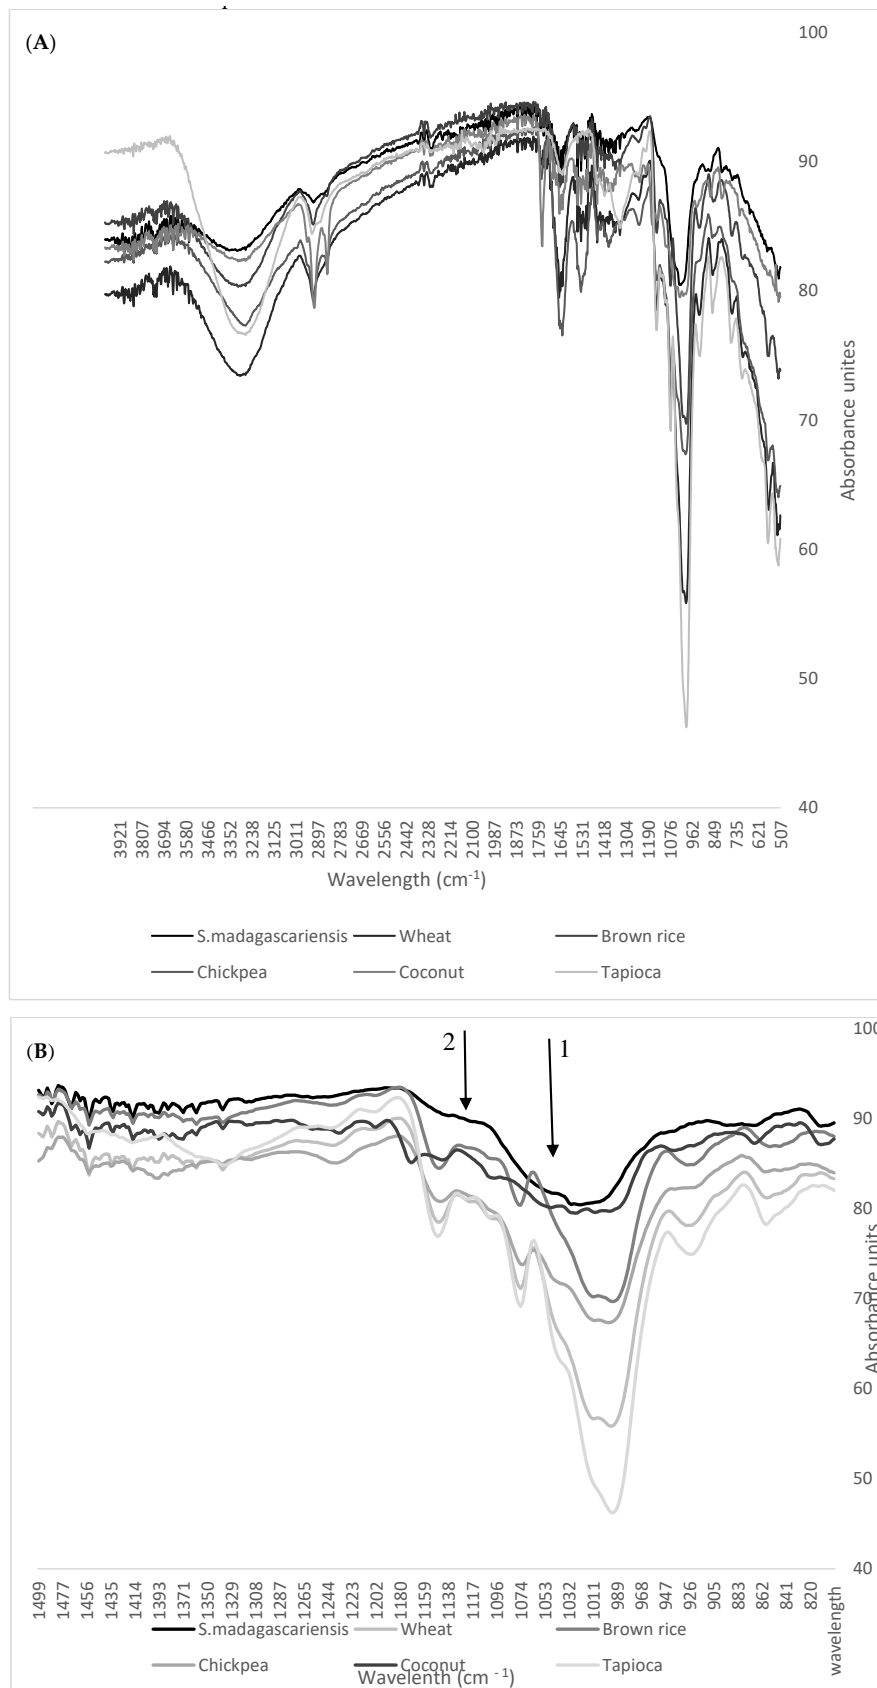 (A)
100
90
80
70
60
50
40
Absorbance unites
3921 3807 3694 3580 3466 3352 3238 3125 3011 2897 2783 2669 2556 2442 2328 2214 2100 1987 1873 1759 1645 1531 1418 1304 1190 1076 962 849 735 621 507
Wavelength (cm-1)
S.madagascariensis Wheat Brown rice
Chickpea Coconut Tapioca
(B)
2 1
100
90
80
70
60
50
40
Absorbance units
1499 1477 1456 1435 1414 1393 1371 1350 1329 1308 1287 1265 1244 1223 1202 1180 1159 1138 1117 1096 1074 1053 1032 1011 989 968 947 926 905 883 862 841 820 wavelength
S.madagascariensis Wheat Brown rice
Chickpea Coconut Tapioca
Wavelenth (cm -1)